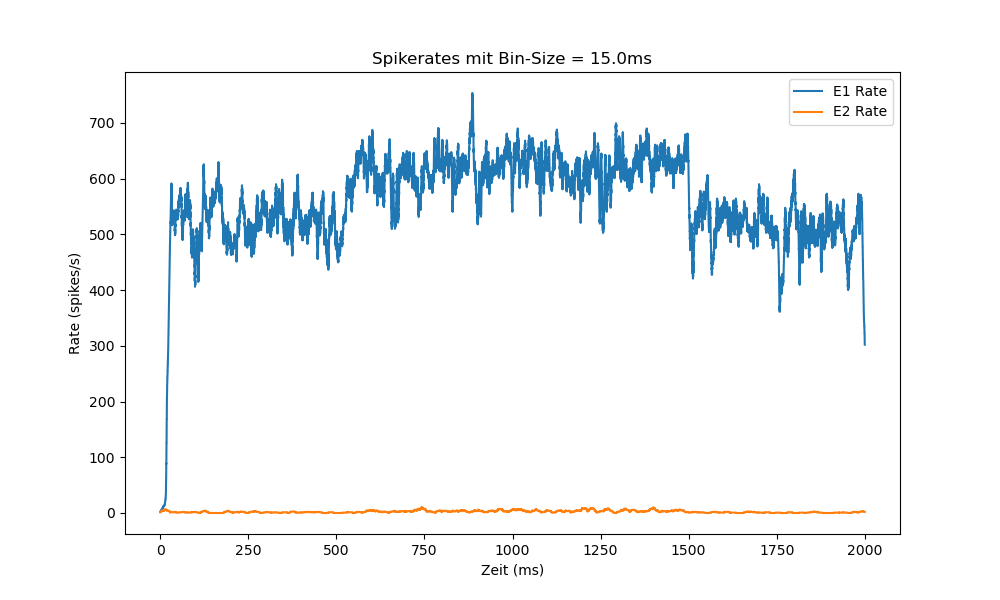 Spikerates mit Bin-Size = 15.0ms
E1 Rate
E2 Rate
700
600
500
400
300
200
100
0
Rate (spikes/s)
0 250 500 750 1000 1250 1500 1750 2000
Zeit (ms)